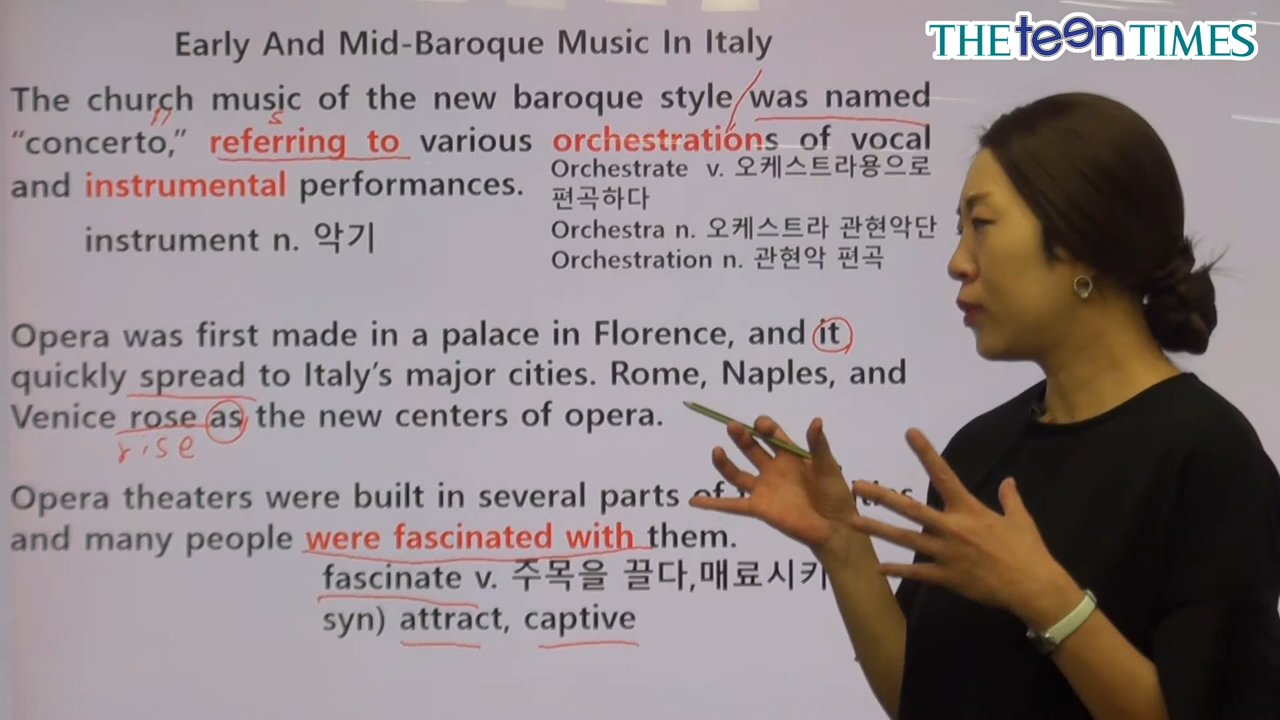 THE teen TIMES
Early And Mid-Baroque Music In Italy
The church music of the new baroque style was named
“concerto,” referring to various orchestrations of vocal
and instrumental performances.
Orchestrate v. 오케스트라용으로
편곡하다
instrument n. 악기
Orchestra n. 오케스트라 관현악단
Orchestration n. 관현악 편곡
Opera was first made in a palace in Florence, and it
quickly spread to Italy’s major cities. Rome, Naples, and
Venice rose as the new centers of opera.
rise
Opera theaters were built in several parts of
and many people were fascinated with them.
fascinate v. 주목을 끌다,매료시키
syn) attract, captive